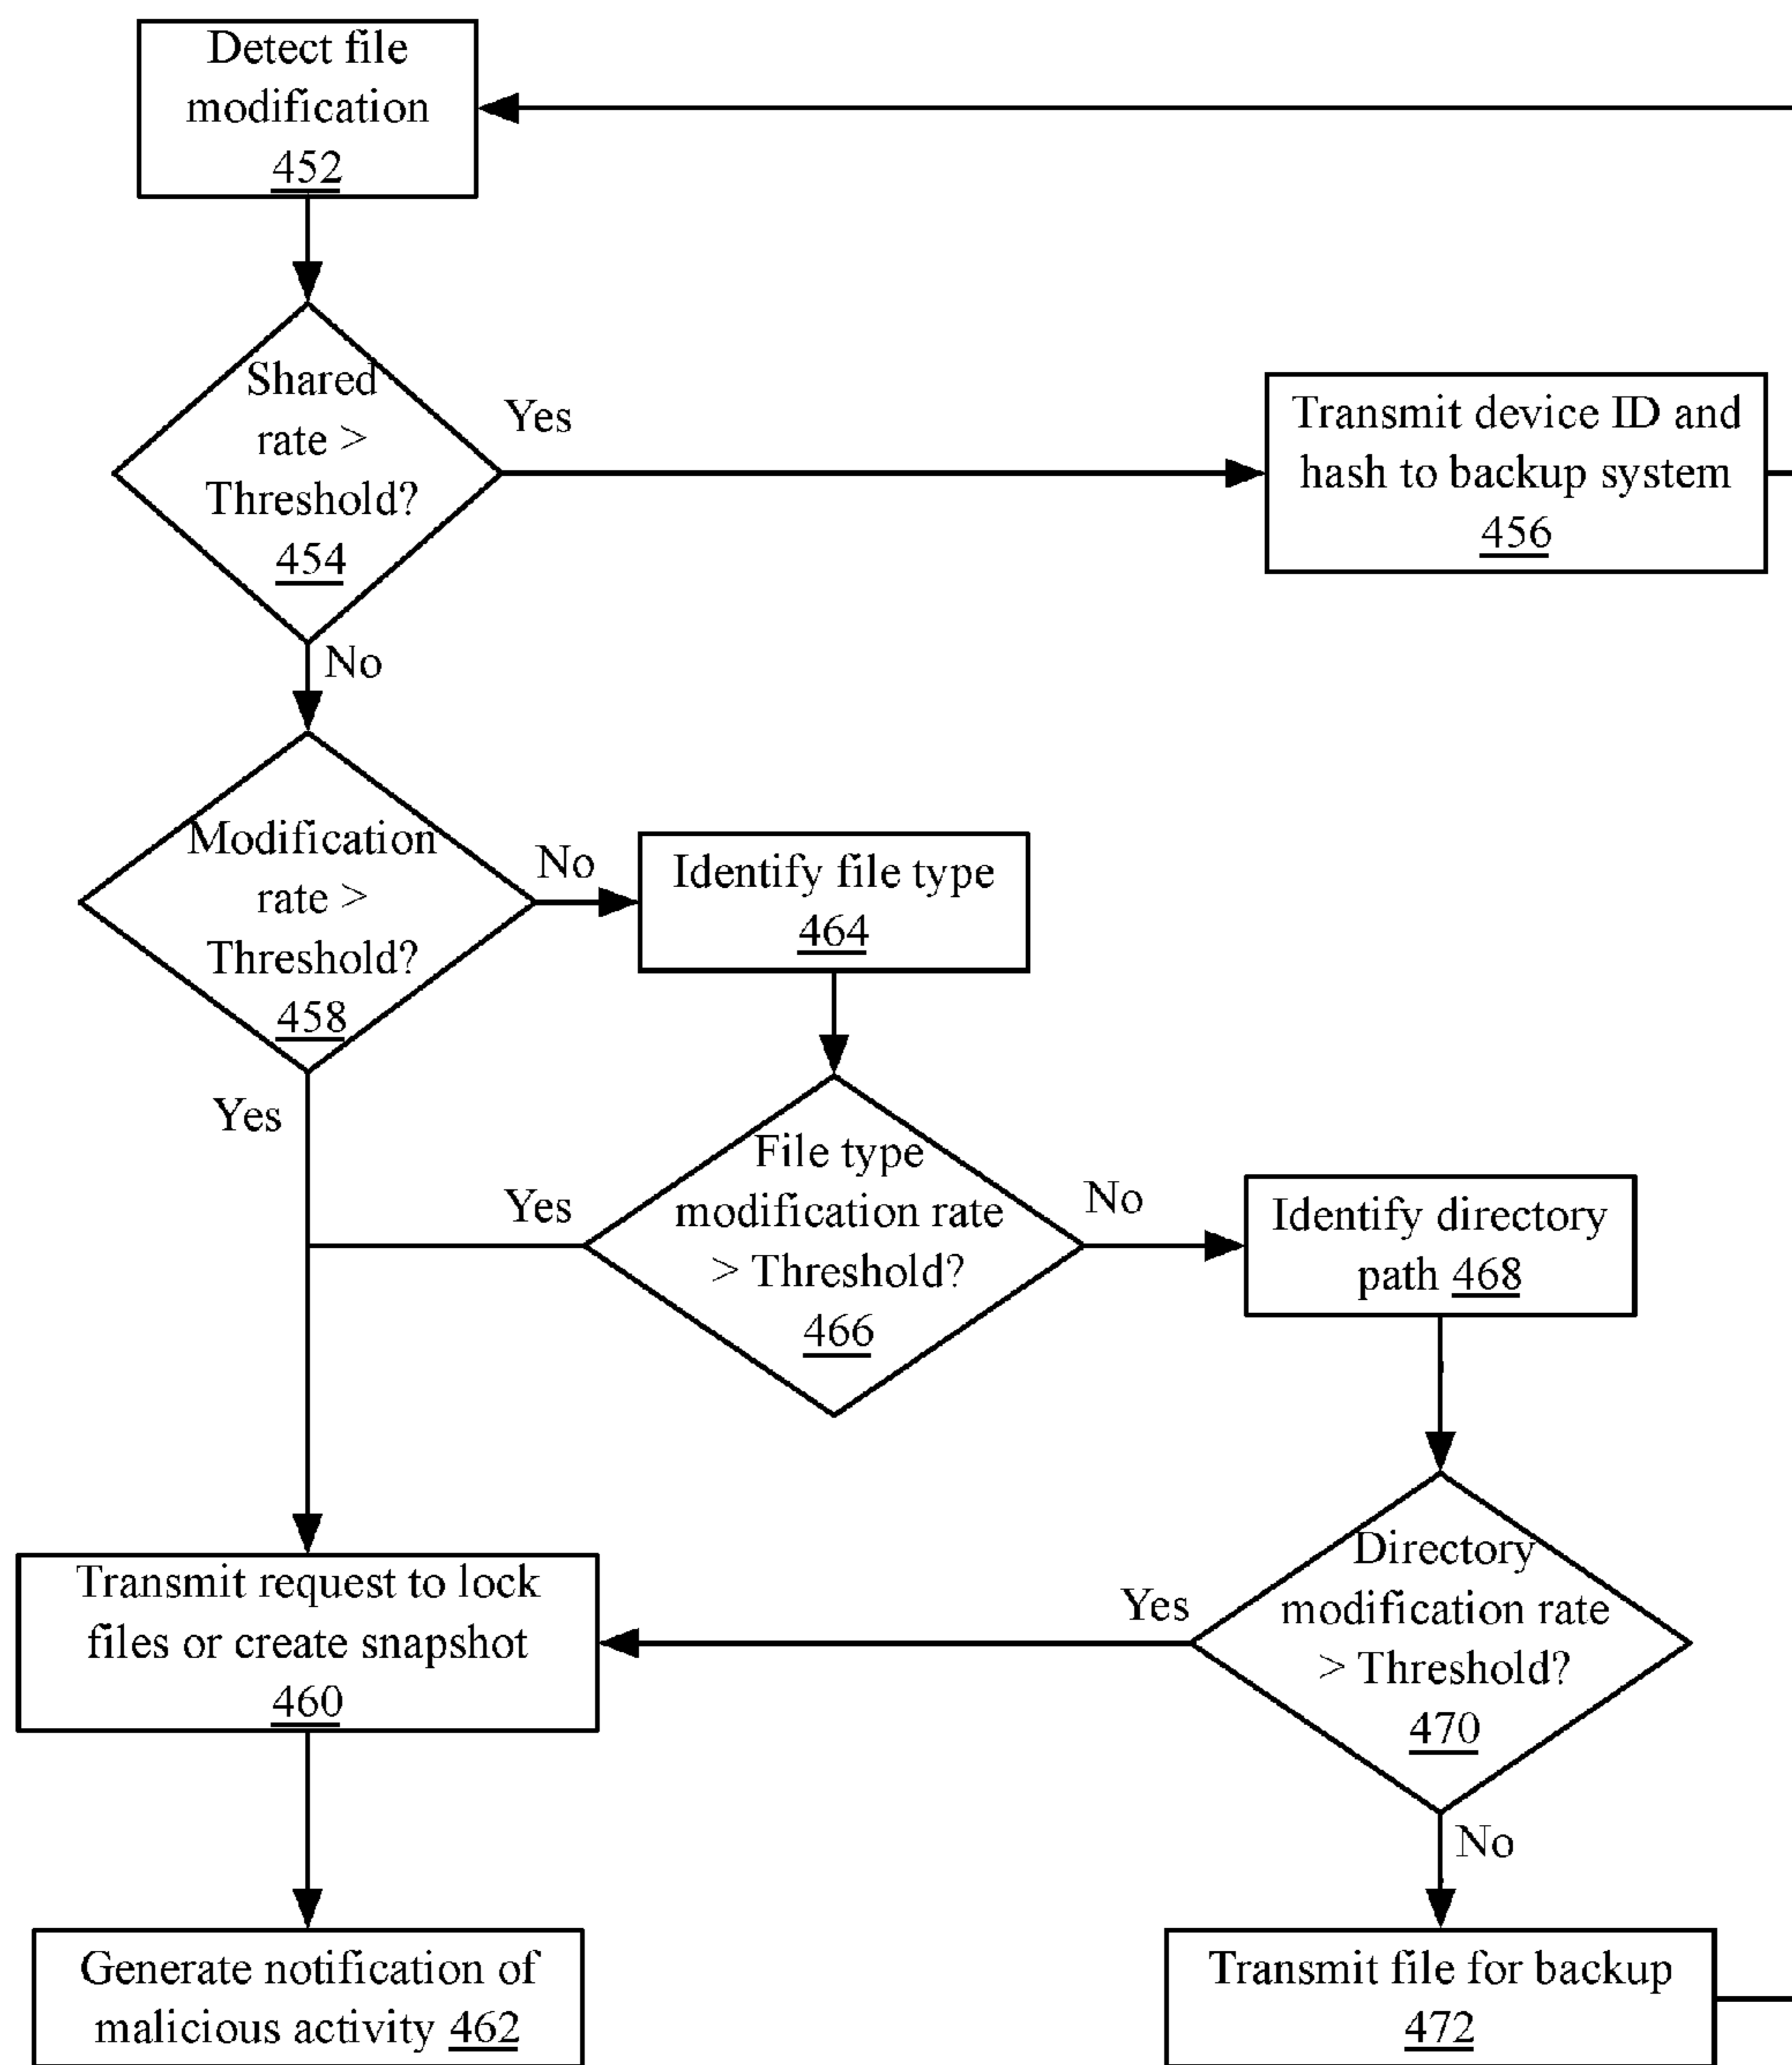 Detect file
modification
452
Shared
rate >
Threshold?
454
Yes
Transmit device ID and
hash to backup system
456
No
Modification
rate >
Threshold?
458
No
Identify file type
464
Yes
File type
modification rate
> Threshold?
466
Yes
No
Identify directory
path 468
Directory
modification rate
> Threshold?
470
Yes
Transmit request to lock
files or create snapshot
460
No
Generate notification of
malicious activity 462
Transmit file for backup
472